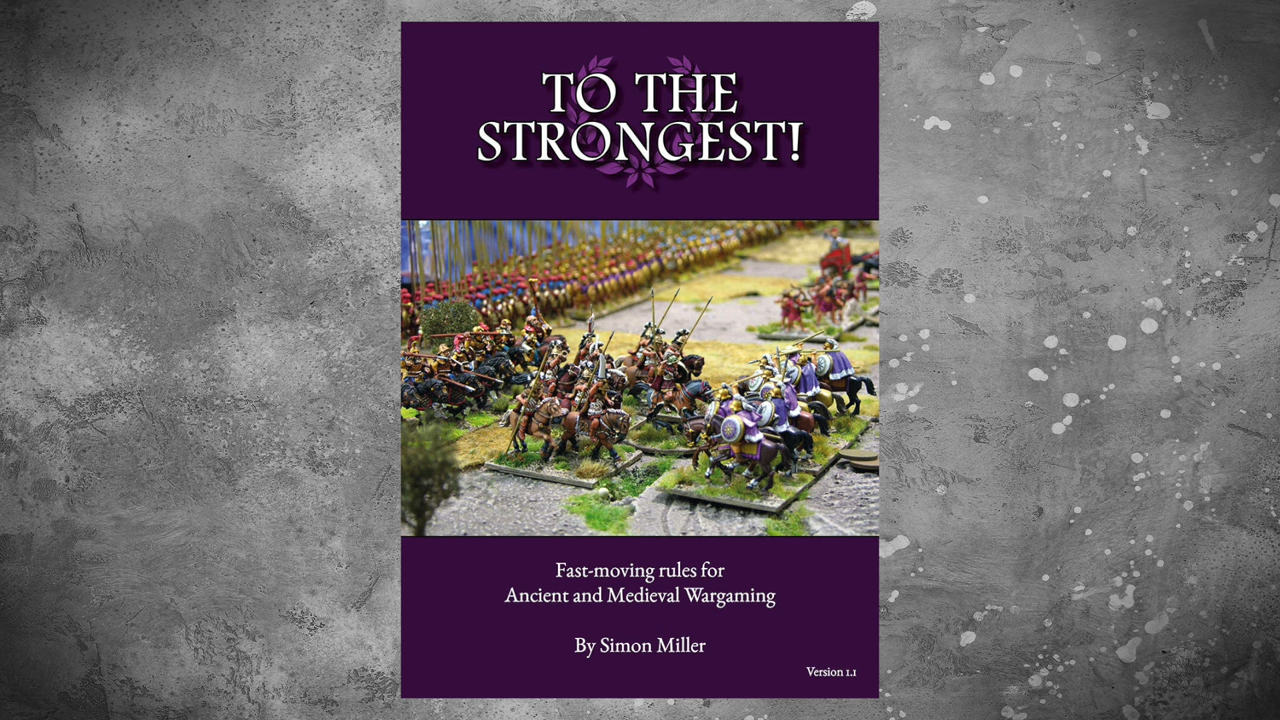 TO THE
STRONGEST!
Fast-moving rules for
Ancient and Medieval Wargaming
By Simon Miller
Version 1.1